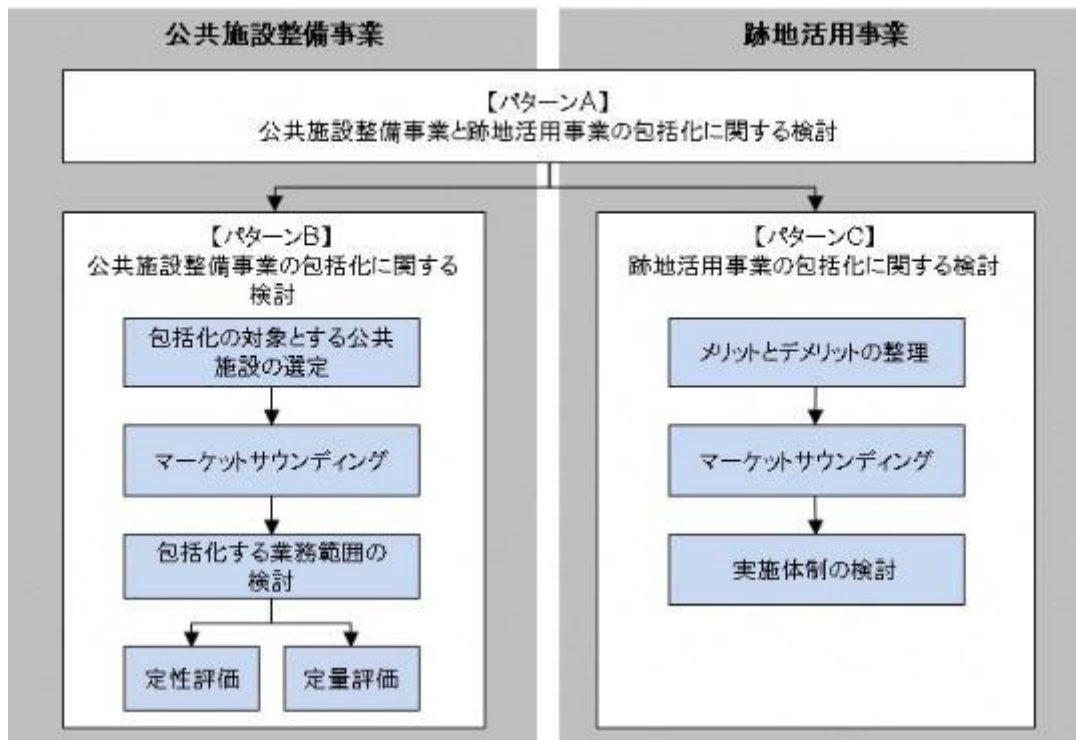 公共施設整備事業
跡地活用事業
【パターンA】
公共施設整備事業と跡地活用事業の包括化に関する検討
【パターンB】
公共施設整備事業の包括化に関する
検討
包括化の対象とする公共
施設の選定
マーケットサウンディング
包括化する業務範囲の
検討
定性評価
定量評価
【パターンC】
跡地活用事業の包括化に関する検討
メリットとデメリットの整理
マーケットサウンディング
実施体制の検討